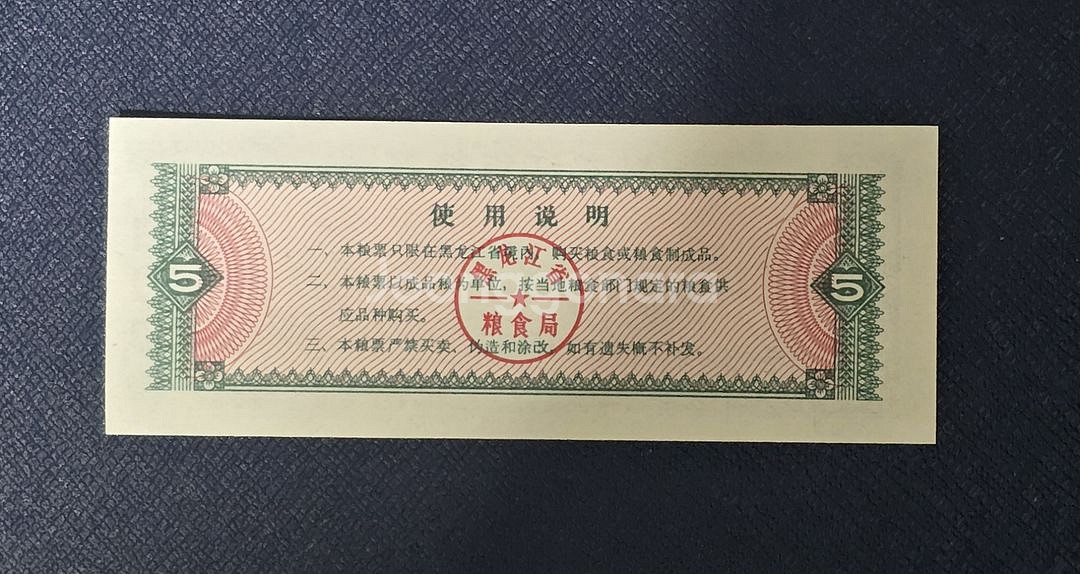 使用说明
一、本粮票只限在黑龙江省境内，购买粮食或粮食制成品。
二、本粮票以成品粮为单位，按当地粮食部门规定的粮食供
应品种购买。
三、本粮票严禁买卖、伪造和涂改，如有遗失概不补发。
黑龙江省
粮食局
5
5